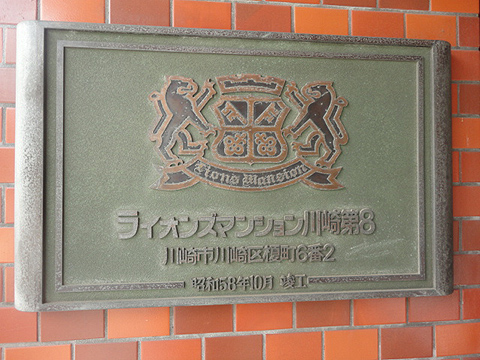 Lions Mansion
ライオンズマンション川崎第8
川崎市川崎区榎町6番2
昭和58年10月 竣工